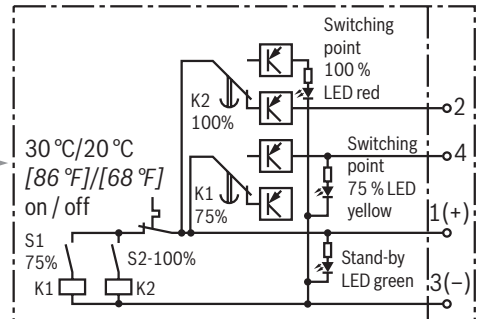 Switching
point
100 %
LED red
K2
100%
2
30 °C/20 °C
[86 °F]/[68 °F]
on / off
4
Switching
point
75 % LED
yellow
K1
75%
1(+)
S1
75%
S2-100%
Stand-by
LED green
K1
K2
3(−)